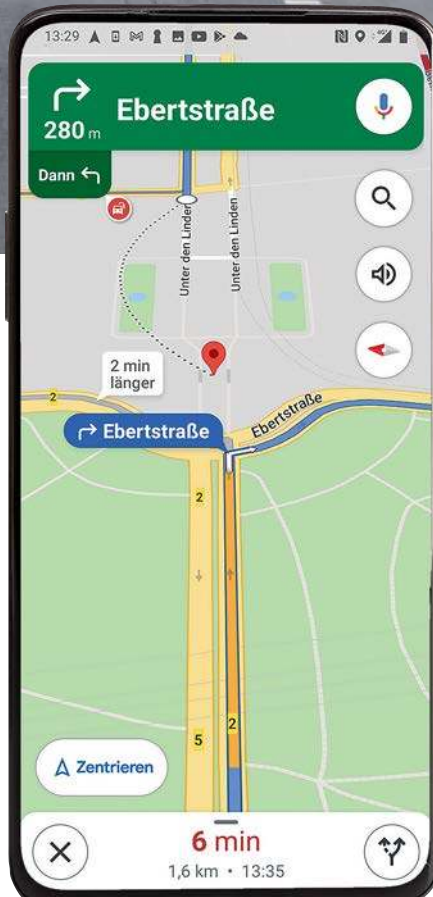 13:29
280 m
Ebertstraße
Dann
Unter den Linden
Unter den Linden
2 min
länger
2
Ebertstraße
Ebertstraße
2
2
5
Zentrieren
6 min
1,6 km • 13:35